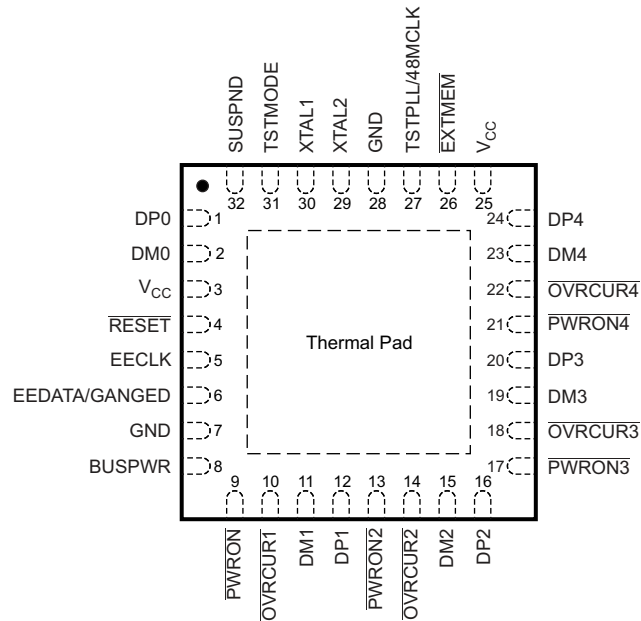 SUSPND
TSTMODE
XTAL1
XTAL2
GND
TSTPLL/48MCLK
EXTMEM
VCC
32
31
30
29
28
27
26
25
DP0 1
DM0 2
VCC 3
RESET 4
EECLK 5
EEDATA/GANGED 6
GND 7
BUSPWR 8
Thermal Pad
24 DP4
23 DM4
22 OVRCUR4
21 PWRON4
20 DP3
19 DM3
18 OVRCUR3
17 PWRON3
9
10
11
12
13
14
15
16
PWRON
OVRCUR1
DM1
DP1
PWRON2
OVRCUR2
DM2
DP2